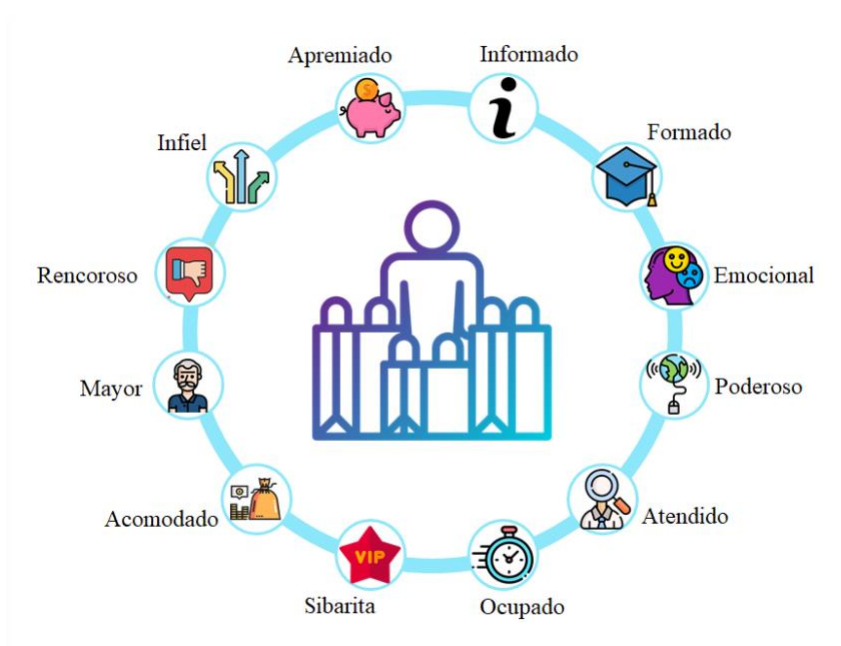 Apremiado
Informado
Infiel
Formado
Rencoroso
Emocional
Mayor
Poderoso
Acomodado
Atendido
VIP
Sibarita
Ocupado